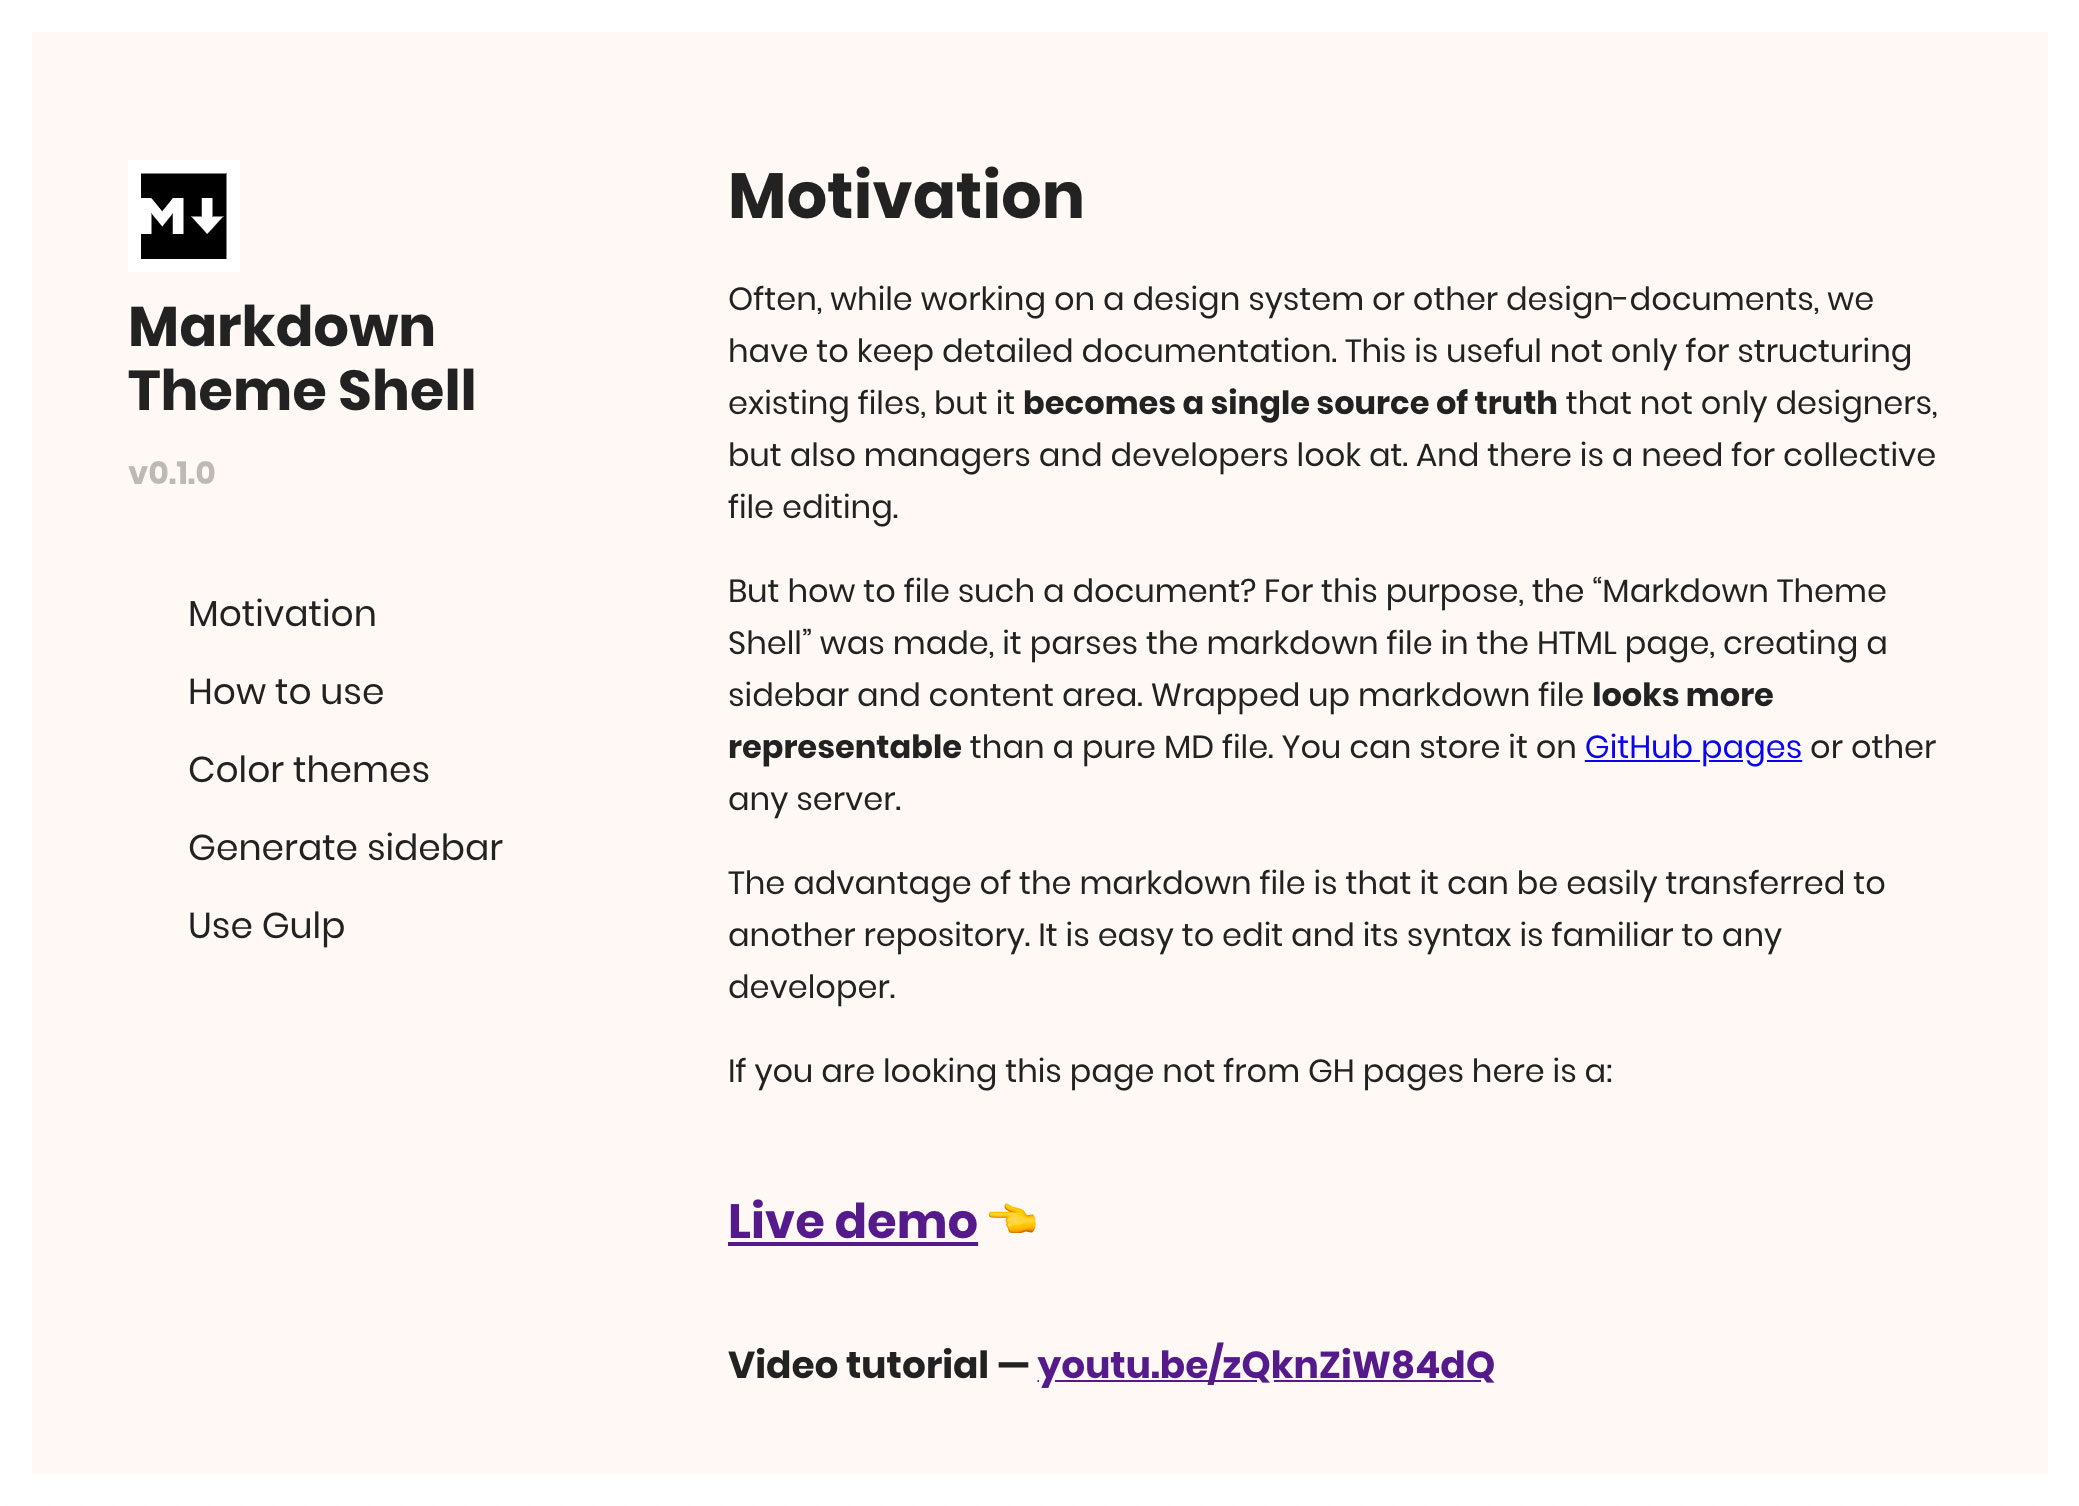 M
Markdown
Theme Shell
v0.1.0
Motivation
How to use
Color themes
Generate sidebar
Use Gulp
Motivation
Often, while working on a design system or other design-documents, we
have to keep detailed documentation. This is useful not only for structuring
existing files, but it becomes a single source of truth that not only designers,
but also managers and developers look at. And there is a need for collective
file editing.
But how to file such a document? For this purpose, the “Markdown Theme
Shell” was made, it parses the markdown file in the HTML page, creating a
sidebar and content area. Wrapped up markdown file looks more
representable than a pure MD file. You can store it on GitHub pages or other
any server.
The advantage of the markdown file is that it can be easily transferred to
another repository. It is easy to edit and its syntax is familiar to any
developer.
If you are looking this page not from GH pages here is a:
Live demo 👈
Video tutorial — youtu.be/zQknZiW84dQ